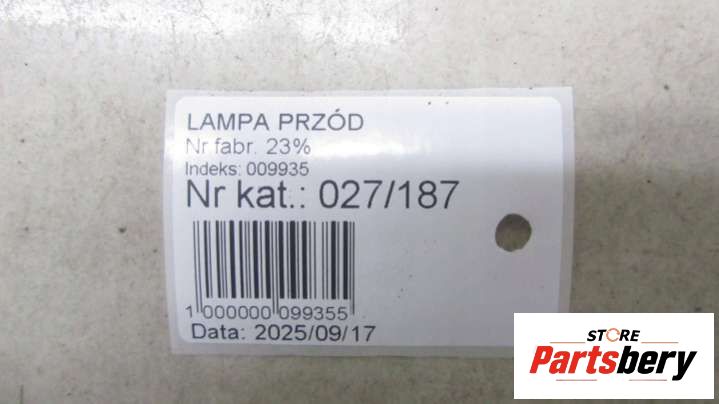 LAMPA PRZÓD
Nr fabr. 23%
Indeks: 009935
Nr kat.: 027/187
1 000000 099355
Data: 2025/09/17
STORE
Partsbery